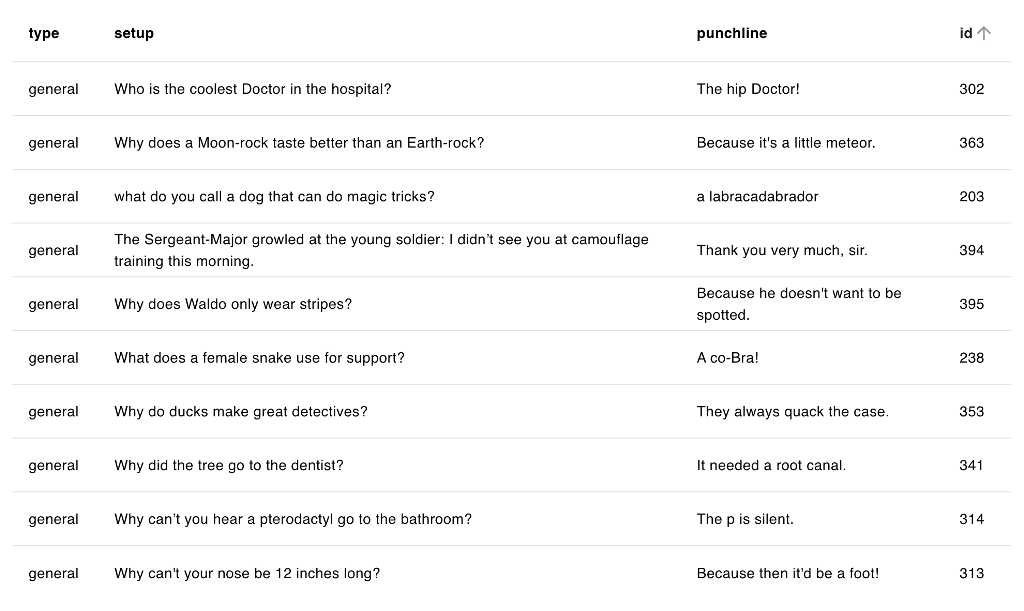 type setup punchline id
general Who is the coolest Doctor in the hospital? The hip Doctor! 302
general Why does a Moon-rock taste better than an Earth-rock? Because it's a little meteor. 363
general what do you call a dog that can do magic tricks? a labracadabrador 203
general The Sergeant-Major growled at the young soldier: I didn’t see you at camouflage
training this morning. Thank you very much, sir. 394
general Why does Waldo only wear stripes? Because he doesn't want to be
spotted. 395
general What does a female snake use for support? A co-Bra! 238
general Why do ducks make great detectives? They always quack the case. 353
general Why did the tree go to the dentist? It needed a root canal. 341
general Why can’t you hear a pterodactyl go to the bathroom? The p is silent. 314
general Why can't your nose be 12 inches long? Because then it'd be a foot! 313